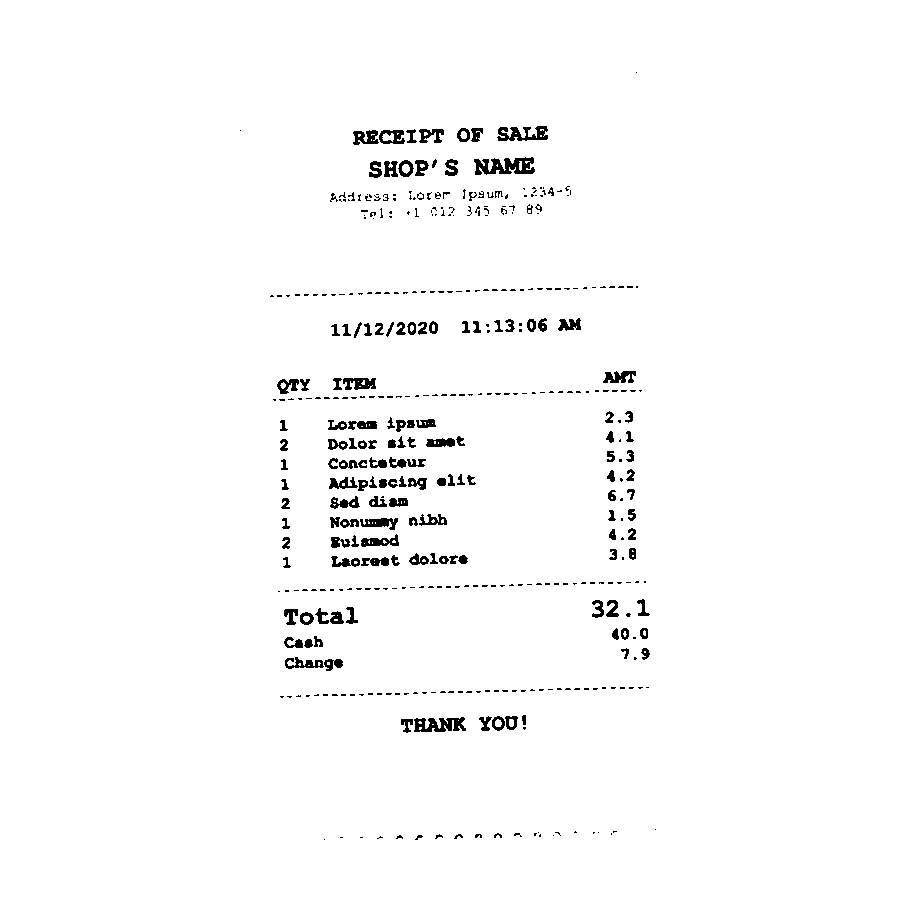 RECEIPT OF SALE
SHOP'S NAME
Address: Lorem Ipsum, 1234-5
Tel: +1 012 345 67 89
11/12/2020 11:13:06 AM
QTY ITEM AMT
1 Lorem ipsum 2.3
2 Dolor sit amet 4.1
1 Concteteur 5.3
1 Adipiscing elit 4.2
2 Sed diam 6.7
1 Nonummy nibh 1.5
2 Euismod 4.2
1 Laoreet dolore 3.8
Total 32.1
Cash 40.0
Change 7.9
THANK YOU!